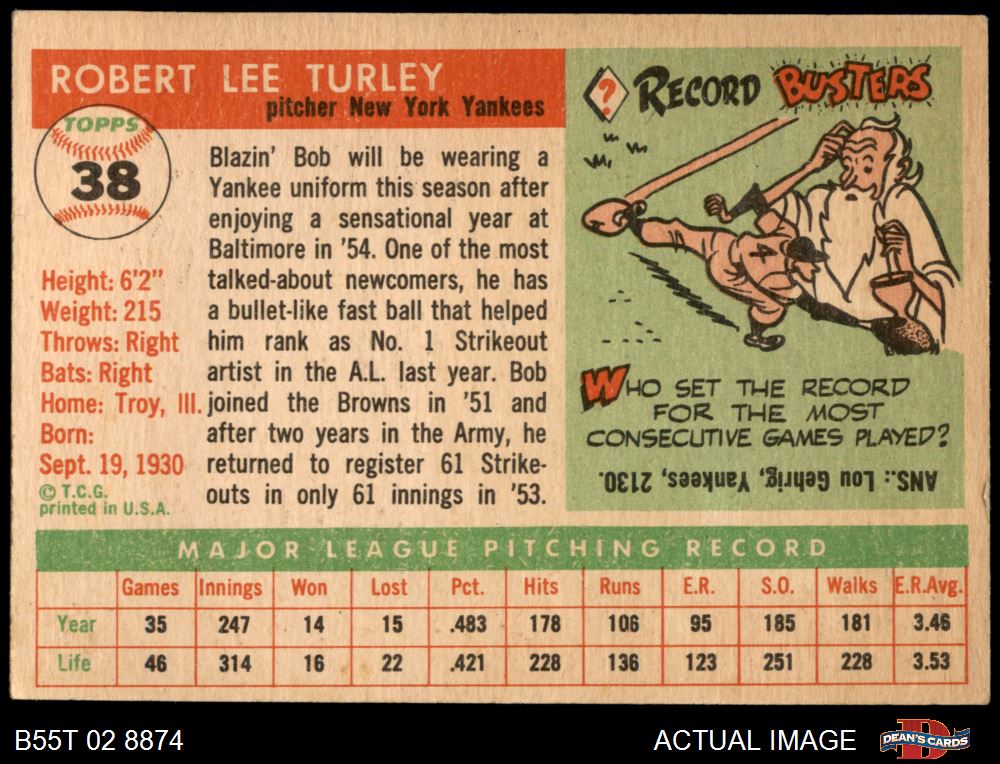 ROBERT LEE TURLEY
pitcher New York Yankees
TOPPS
38
Height: 6'2"
Weight: 215
Throws: Right
Bats: Right
Home: Troy, Ill.
Born:
Sept. 19, 1930
© T.C.G.
printed in U.S.A.
Blazin' Bob will be wearing a
Yankee uniform this season after
enjoying a sensational year at
Baltimore in '54. One of the most
talked-about newcomers, he has
a bullet-like fast ball that helped
him rank as No. 1 Strikeout
artist in the A.L. last year. Bob
joined the Browns in '51 and
after two years in the Army, he
returned to register 61 Strike-
outs in only 61 innings in '53.
? RECORD BUSTERS
4
WHO SET THE RECORD
FOR THE MOST
CONSECUTIVE GAMES PLAYED?
ANS.: Lou Gehrig, Yankees, 2130.
MAJOR LEAGUE PITCHING RECORD
Games Innings Won Lost Pct. Hits Runs E.R. S.O. Walks E.R.Avg.
Year 35 247 14 15 .483 178 106 95 185 181 3.46
Life 46 314 16 22 .421 228 136 123 251 228 3.53
B55T 02 8874
ACTUAL IMAGE
D
DEAN'S CARDS